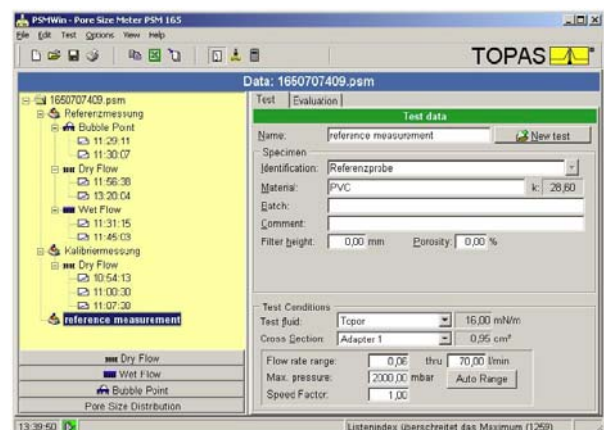 PSMWin - Pore Size Meter PSM 165
File Edit Test Options View Help
TOPAS
Data: 1650707409.psm
1650707409.psm
Referenzmessung
Bubble Point
11:29:11
11:30:07
Dry Flow
11:56:38
13:20:04
Wet Flow
11:31:15
11:45:03
Kalibriermessung
Dry Flow
10:54:13
11:00:30
11:07:30
reference measurement
Dry Flow
Wet Flow
Bubble Point
Pore Size Distribution
Test Evaluation
Test data
Name: reference measurement New test
Specimen
Identification: Referenzprobe
Material: PVC k: 28,60
Batch:
Comment:
Filter height: 0,00 mm Porosity: 0,00 %
Test Conditions
Test fluid: Topor 16,00 mN/m
Cross Section: Adapter 1 0,95 cm²
Flow rate range: 0,06 thru 70,00 l/min
Max. pressure: 2000,00 mbar Auto Range
Speed Factor: 1,00
13:39:50 Listenindex überschreitet das Maximum (1259)